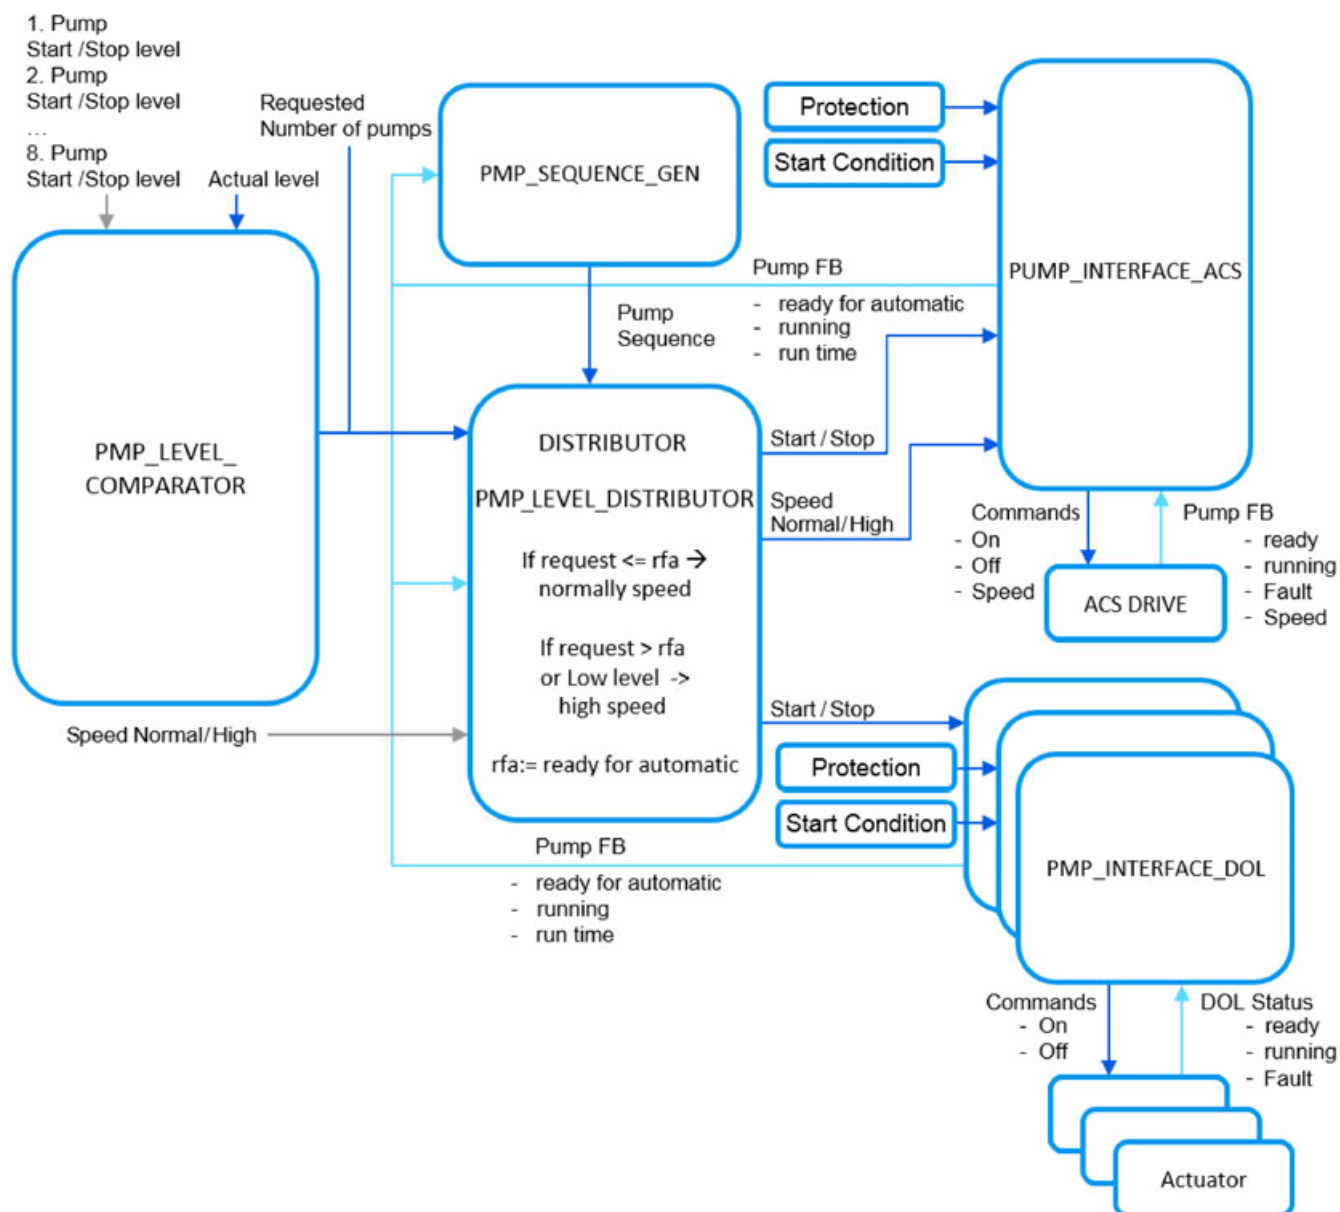 1. Pump
Start /Stop level
2. Pump
Start /Stop level
...
8. Pump
Start /Stop level
Actual level
Requested
Number of pumps
PMP_SEQUENCE_GEN
Protection
Start Condition
PUMP_INTERFACE_ACS
Pump FB
- ready for automatic
- running
- run time
Pump
Sequence
PMP_LEVEL_
COMPARATOR
DISTRIBUTOR
PMP_LEVEL_DISTRIBUTOR
If request <= rfa →
normally speed
If request > rfa
or Low level ->
high speed
rfa:= ready for automatic
Start / Stop
Speed
Normal/High
Commands
- On
- Off
- Speed
Pump FB
- ready
- running
- Fault
- Speed
ACS DRIVE
Speed Normal/High
Start / Stop
Protection
Start Condition
PMP_INTERFACE_DOL
Pump FB
- ready for automatic
- running
- run time
Commands
- On
- Off
DOL Status
- ready
- running
- Fault
Actuator